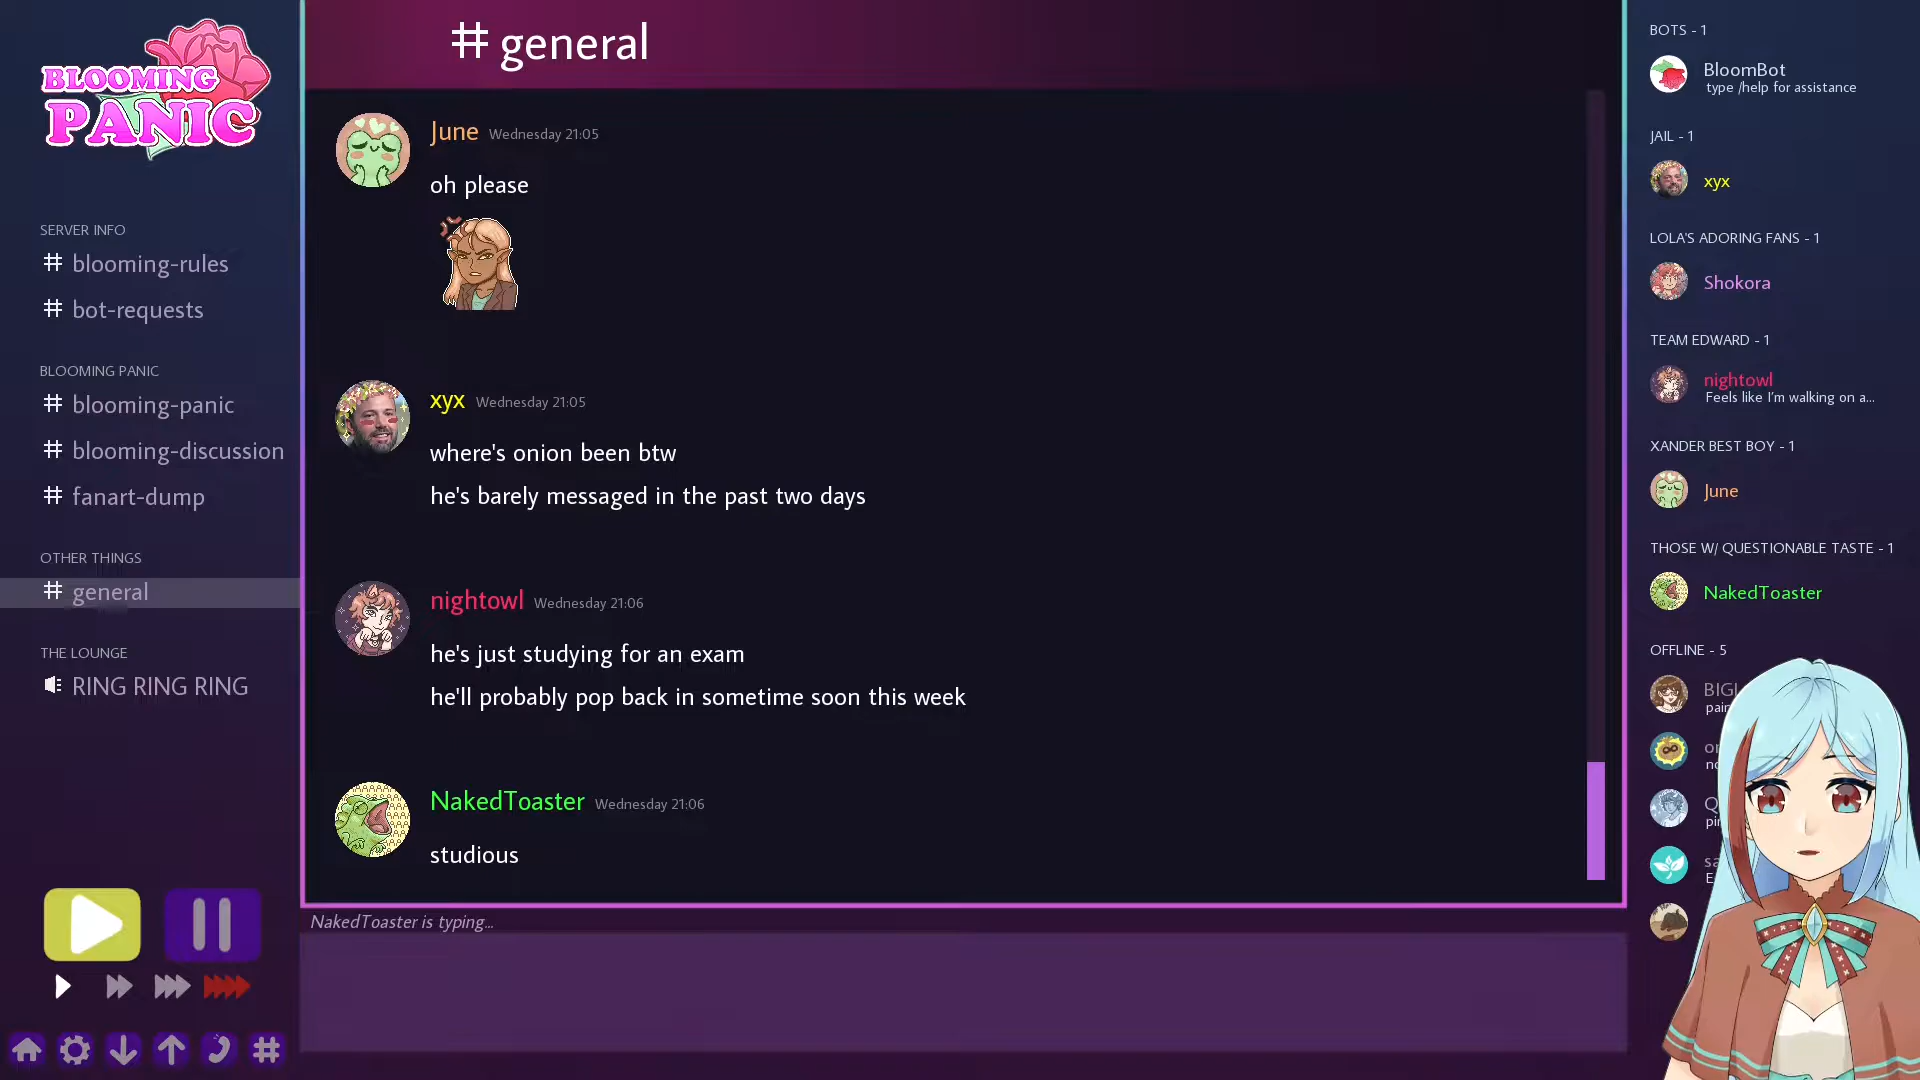 BLOOMING
PANIC
SERVER INFO
# blooming-rules
# bot-requests
BLOOMING PANIC
# blooming-panic
# blooming-discussion
# fanart-dump
OTHER THINGS
# general
THE LOUNGE
RING RING RING
# general
June Wednesday 21:05
oh please
xyx Wednesday 21:05
where's onion been btw
he's barely messaged in the past two days
nightowl Wednesday 21:06
he's just studying for an exam
he'll probably pop back in sometime soon this week
NakedToaster Wednesday 21:06
studious
NakedToaster is typing...
BOTS - 1
BloomBot
type /help for assistance
JAIL - 1
xyx
LOLA'S ADORING FANS - 1
Shokora
TEAM EDWARD - 1
nightowl
Feels like I'm walking on a...
XANDER BEST BOY - 1
June
THOSE W/ QUESTIONABLE TASTE - 1
NakedToaster
OFFLINE - 5